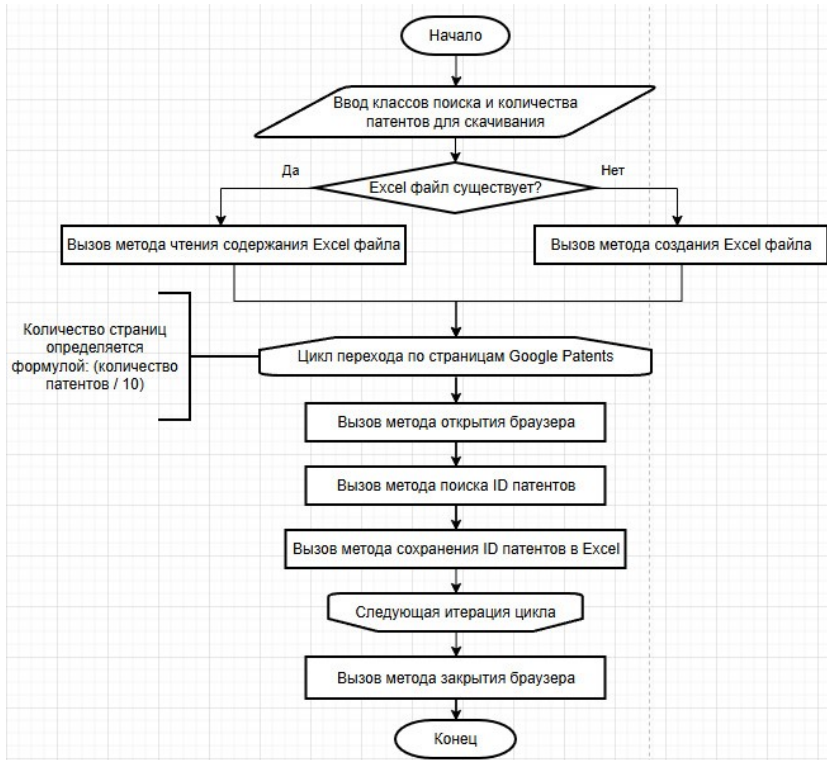 Начало
Ввод классов поиска и количества
патентов для скачивания
Да
Excel файл существует?
Нет
Вызов метода чтения содержания Excel файла
Вызов метода создания Excel файла
Количество страниц
определяется
формулой: (количество
патентов / 10)
Цикл перехода по страницам Google Patents
Вызов метода открытия браузера
Вызов метода поиска ID патентов
Вызов метода сохранения ID патентов в Excel
Следующая итерация цикла
Вызов метода закрытия браузера
Конец